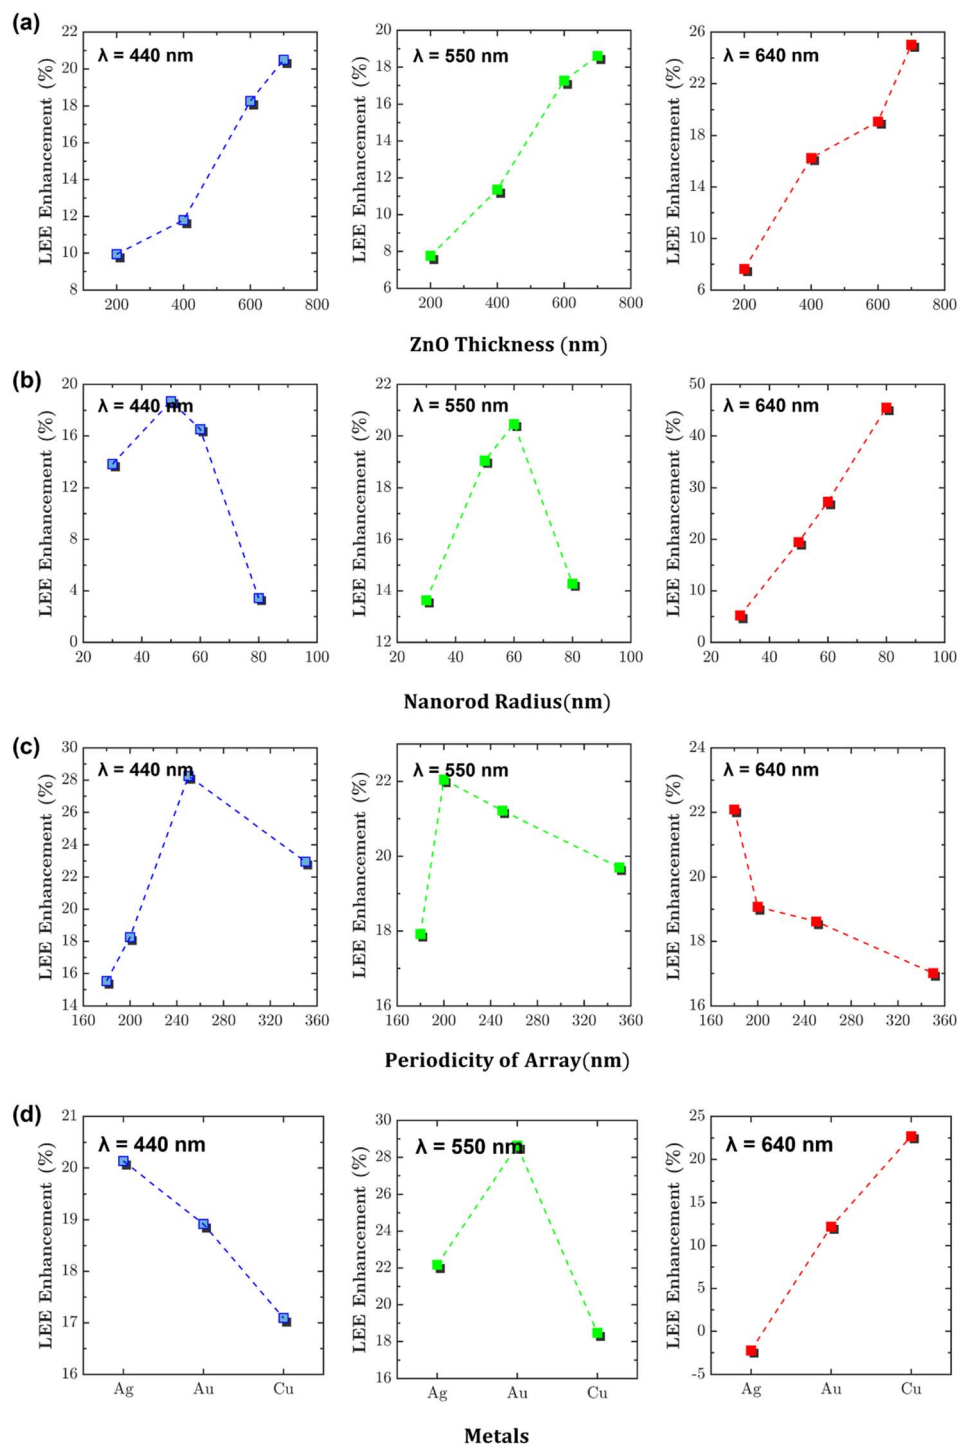 (a)
λ = 440 nm
LEE Enhancement (%)
22
20
18
16
14
12
10
8
200 400 600 800
λ = 550 nm
LEE Enhancement (%)
20
18
16
14
12
10
8
6
200 400 600 800
λ = 640 nm
LEE Enhancement (%)
26
22
18
14
10
6
200 400 600 800
ZnO Thickness (nm)
(b)
λ = 440 nm
LEE Enhancement (%)
20
16
12
8
4
0
20 40 60 80 100
λ = 550 nm
LEE Enhancement (%)
22
20
18
16
14
12
20 40 60 80 100
λ = 640 nm
LEE Enhancement (%)
50
40
30
20
10
0
20 40 60 80 100
Nanorod Radius(nm)
(c)
λ = 440 nm
LEE Enhancement (%)
30
28
26
24
22
20
18
16
14
160 200 240 280 320 360
λ = 550 nm
LEE Enhancement (%)
22
20
18
16
160 200 240 280 320 360
λ = 640 nm
LEE Enhancement (%)
24
22
20
18
16
160 200 240 280 320 360
Periodicity of Array(nm)
(d)
λ = 440 nm
LEE Enhancement (%)
21
20
19
18
17
16
Ag Au Cu
λ = 550 nm
LEE Enhancement (%)
30
28
26
24
22
20
18
16
Ag Au Cu
λ = 640 nm
LEE Enhancement (%)
25
20
15
10
5
0
-5
Ag Au Cu
Metals